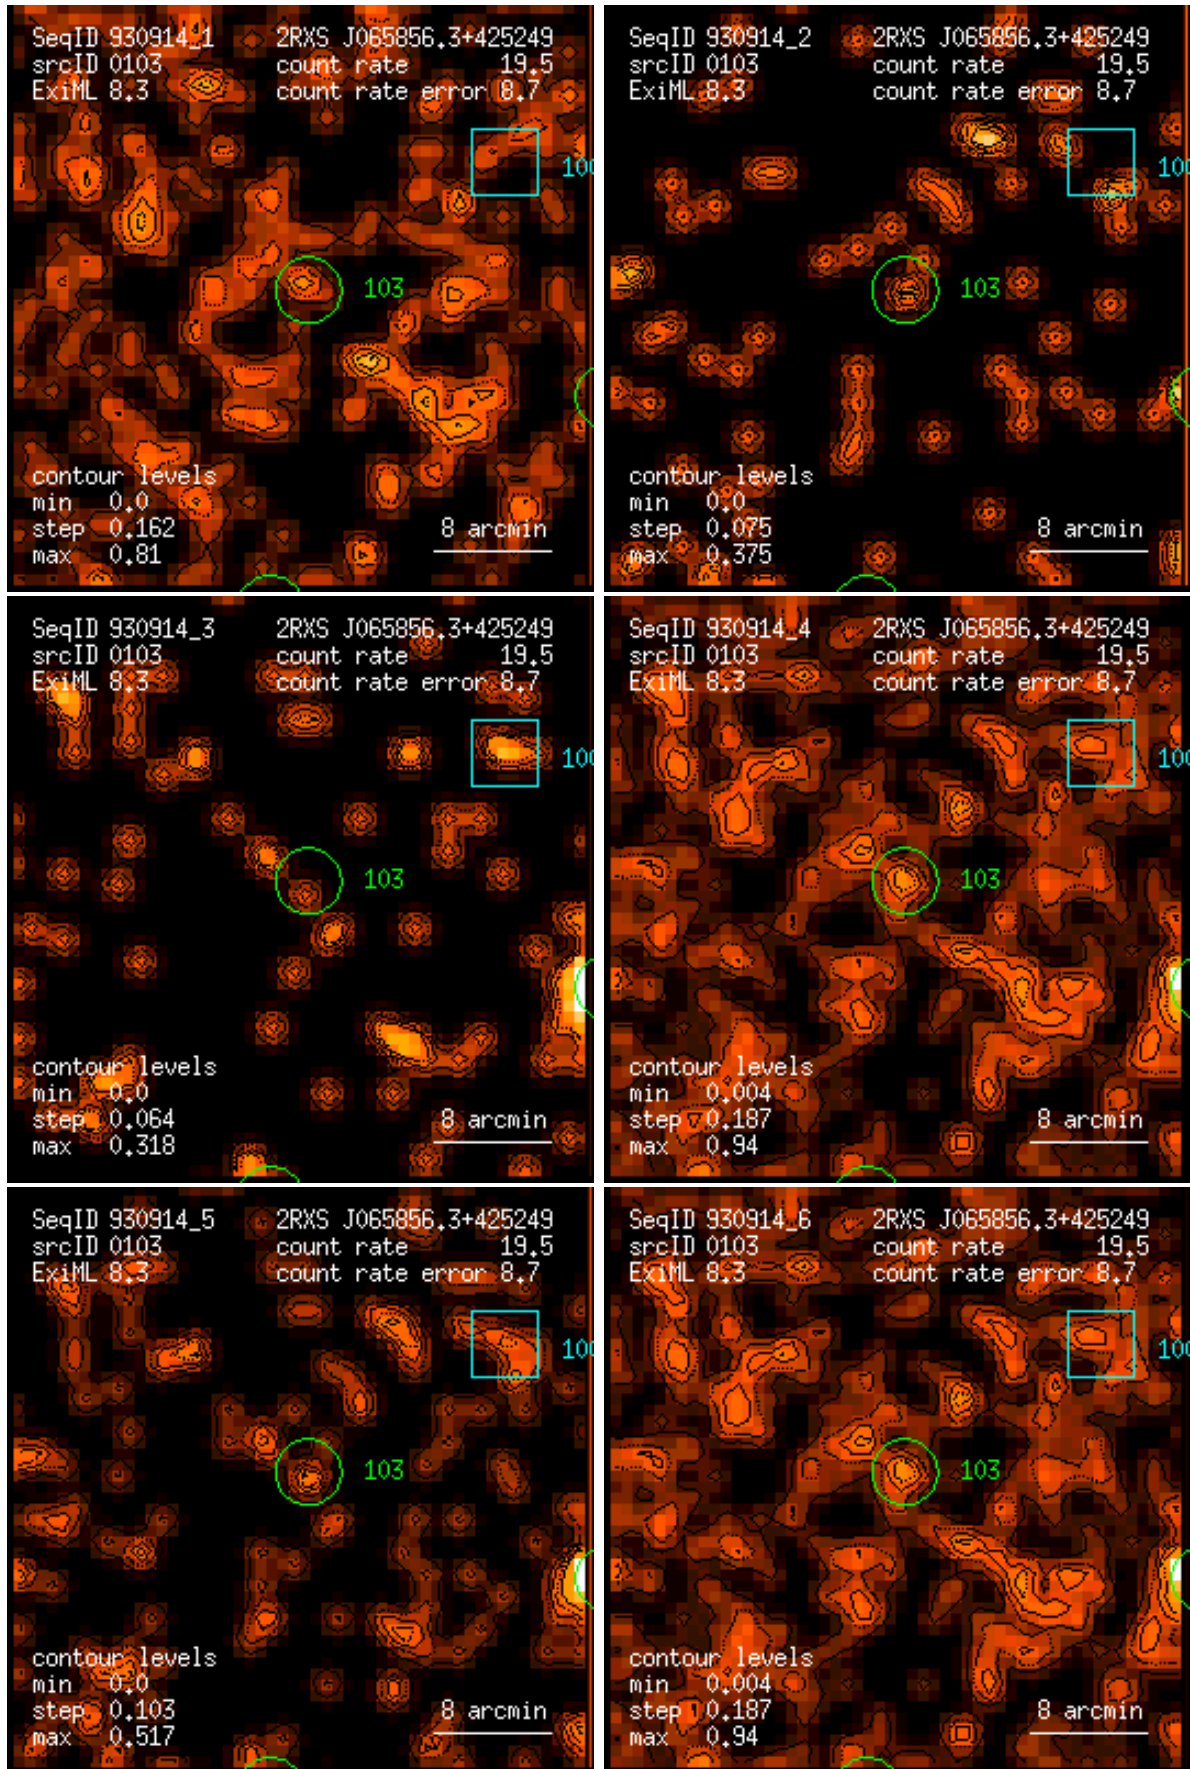 SeqID 930914_1 2RXS J065856.3+425249
srcID 0103 count rate 19.5
ExiML 8.3 count rate error 8.7
100
103
contour levels
min 0.0
step 0.162 8 arcmin
max 0.81
SeqID 930914_2 2RXS J065856.3+425249
srcID 0103 count rate 19.5
ExiML 8.3 count rate error 8.7
100
103
contour levels
min 0.0
step 0.075 8 arcmin
max 0.375
SeqID 930914_3 2RXS J065856.3+425249
srcID 0103 count rate 19.5
ExiML 8.3 count rate error 8.7
100
103
contour levels
min 0.0
step 0.064 8 arcmin
max 0.318
SeqID 930914_4 2RXS J065856.3+425249
srcID 0103 count rate 19.5
ExiML 8.3 count rate error 8.7
100
103
contour levels
min 0.004
step 0.187 8 arcmin
max 0.94
SeqID 930914_5 2RXS J065856.3+425249
srcID 0103 count rate 19.5
ExiML 8.3 count rate error 8.7
100
103
contour levels
min 0.0
step 0.103 8 arcmin
max 0.517
SeqID 930914_6 2RXS J065856.3+425249
srcID 0103 count rate 19.5
ExiML 8.3 count rate error 8.7
100
103
contour levels
min 0.004
step 0.187 8 arcmin
max 0.94